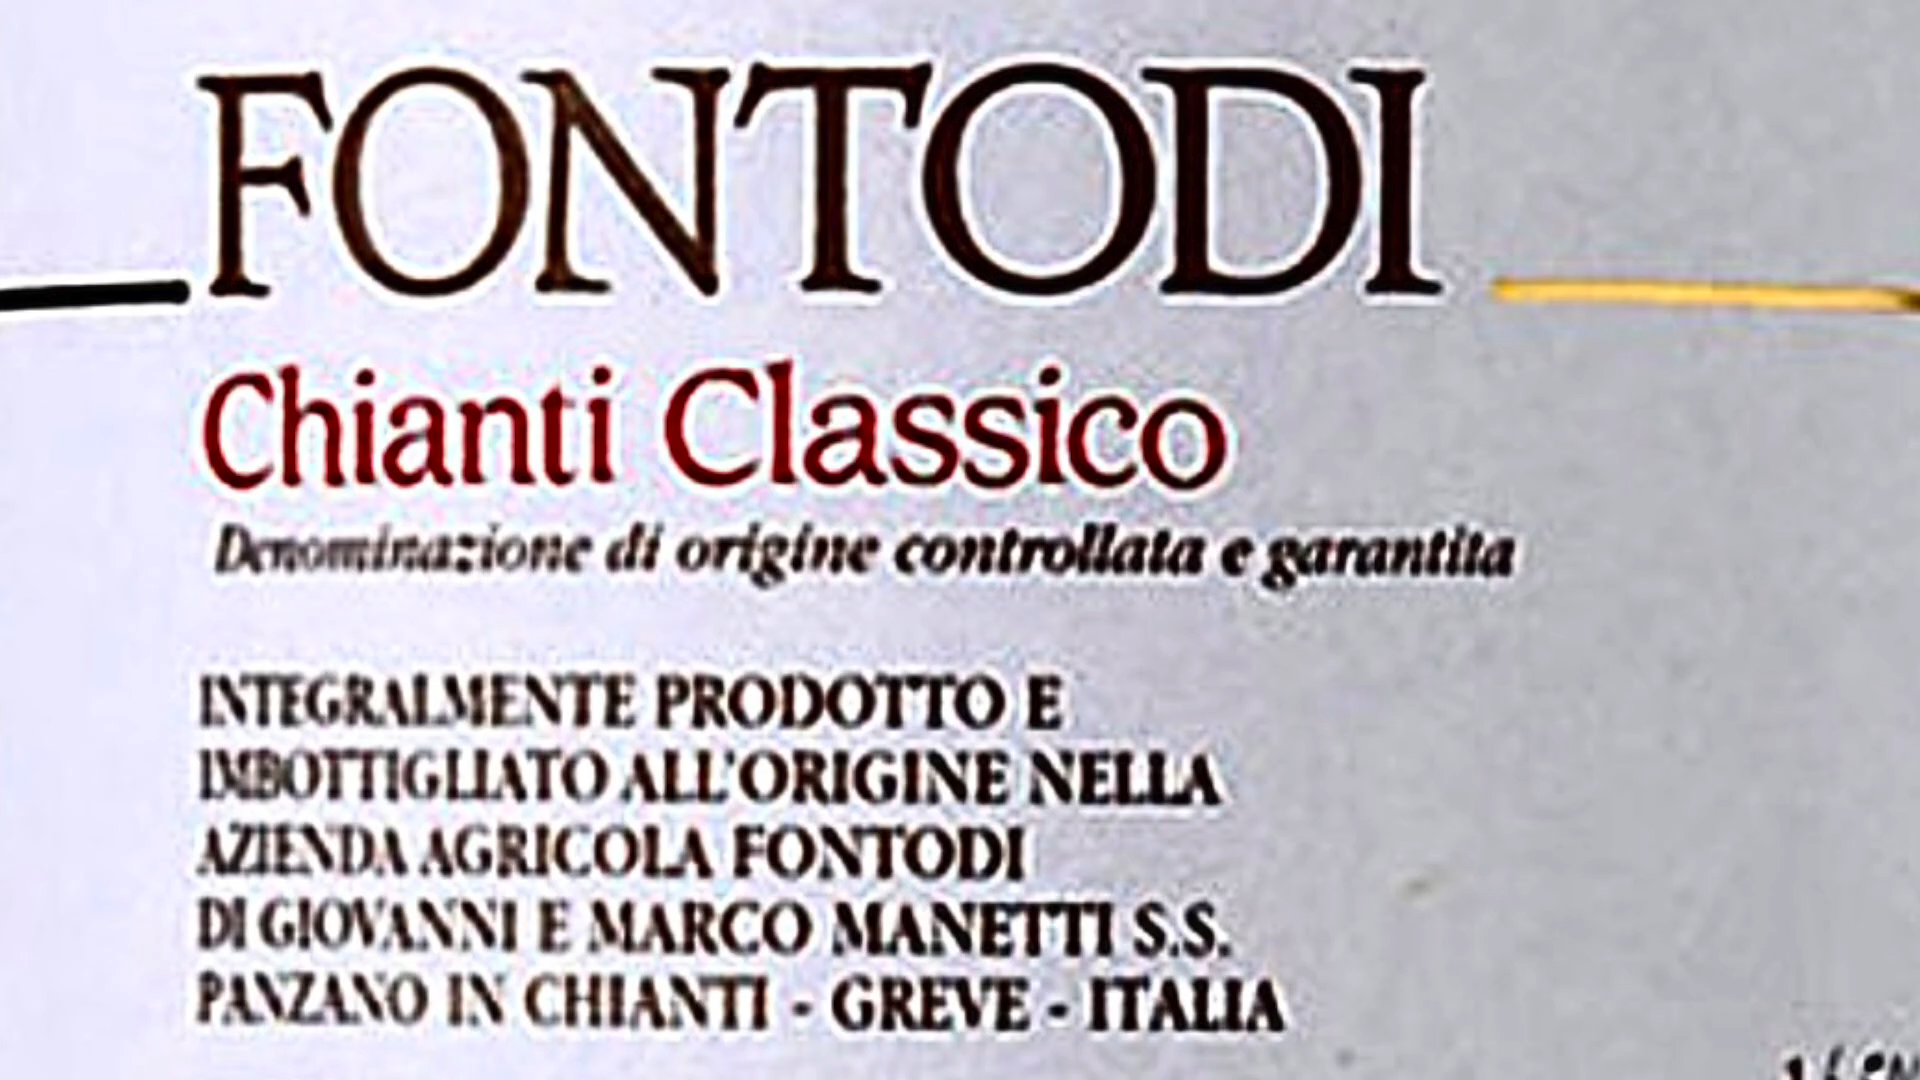 FONTODI
Chianti Classico
Denominazione di origine controllata e garantita
INTEGRALMENTE PRODOTTO E
IMBOTTIGLIATO ALL'ORIGINE NELLA
AZIENDA AGRICOLA FONTODI
DI GIOVANNI E MARCO MANETTI S.S.
PANZANO IN CHIANTI - GREVE - ITALIA